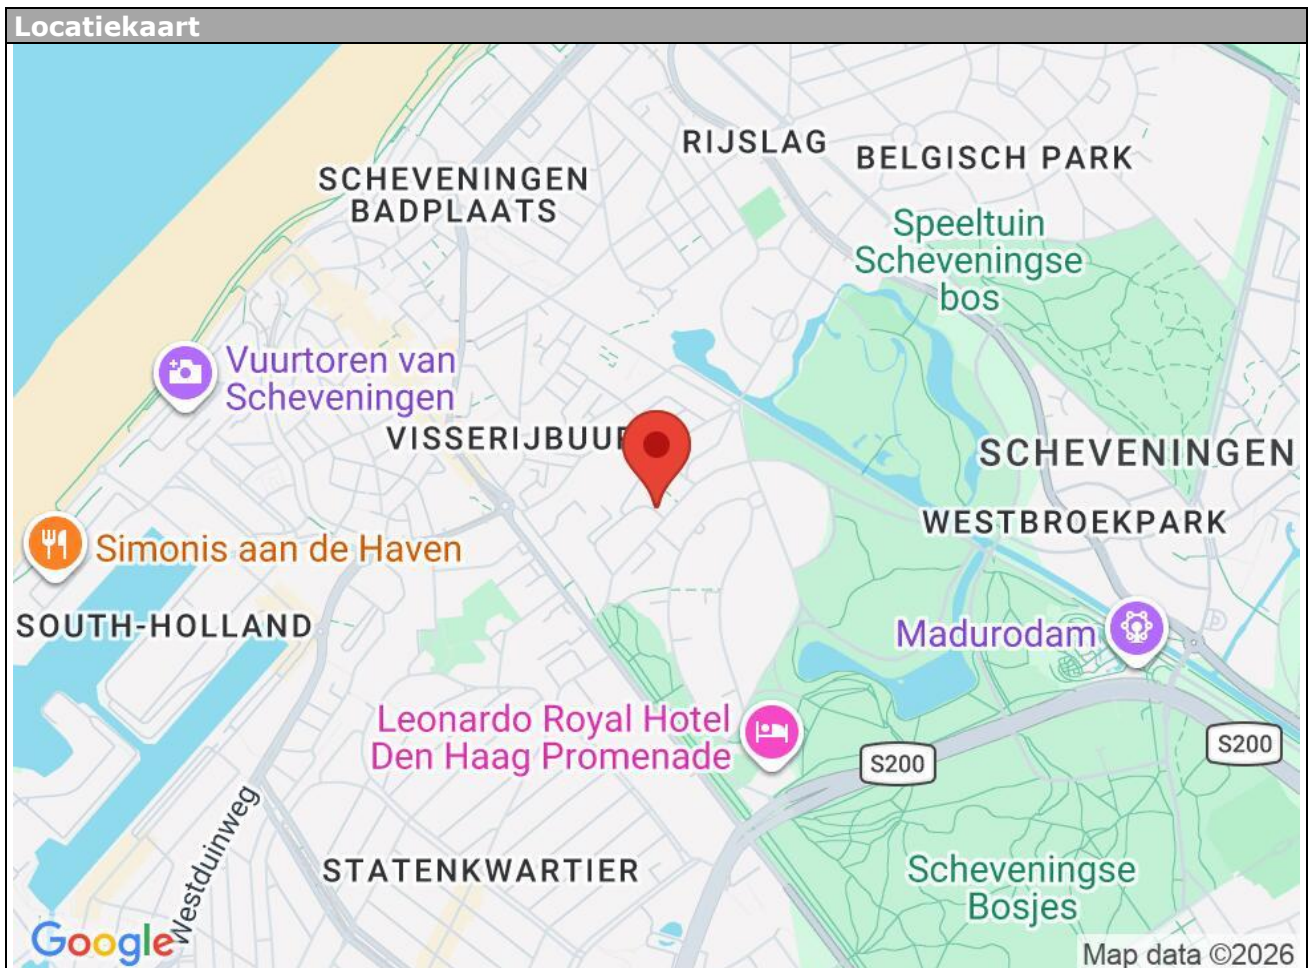 Locatiekaart
RIJSLAG
BELGISCH PARK
SCHEVENINGEN
BADPLAATS
Speeltuin
Scheveningse
bos
Vuurtoren van
Scheveningen
VISSERIJBUUR
SCHEVENINGEN
WESTBROEKPARK
Simonis aan de Haven
SOUTH-HOLLAND
Madurodam
Leonardo Royal Hotel
Den Haag Promenade
S200
S200
Westduinweg
STATENKWARTIER
Scheveningse
Bosjes
Google
Map data ©2026